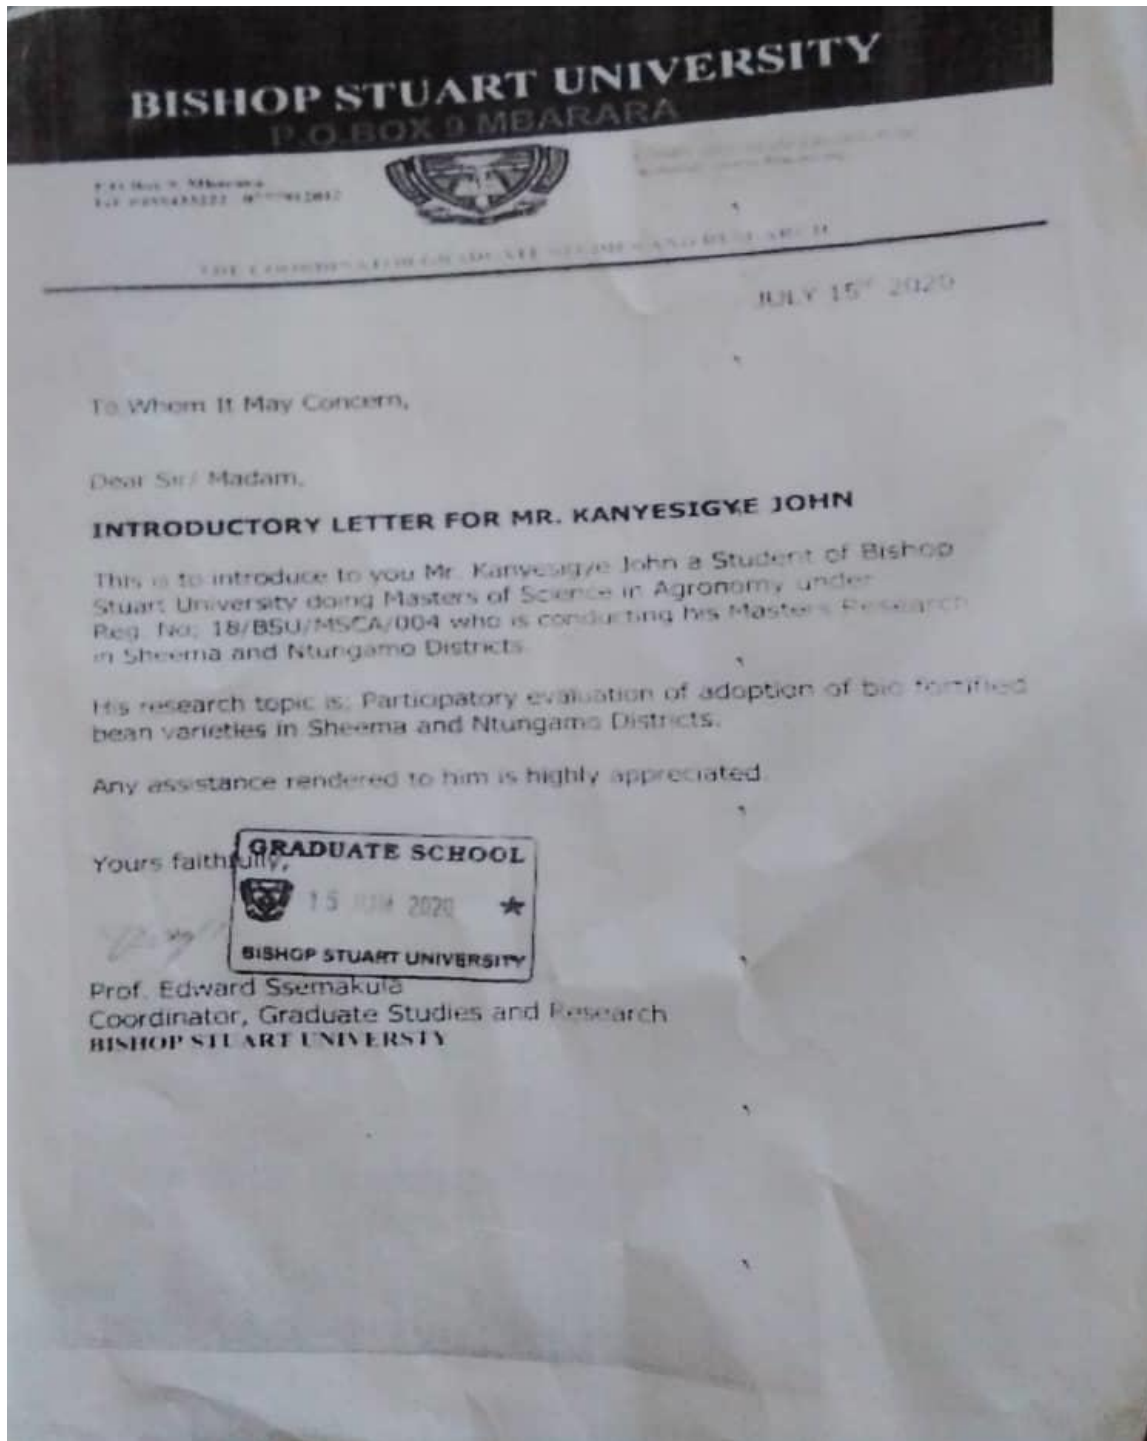 BISHOP STUART UNIVERSITY
P.O.BOX 9 MBARARA
Mbarara
JULY 15TH 2020
To Whom It May Concern,
Dear Sir/ Madam,
INTRODUCTORY LETTER FOR MR. KANYESIGYE JOHN
This is to introduce to you Mr. Kanyesigye John a Student of Bishop
Stuart University doing Masters of Science in Agronomy under
Reg. No; 18/BSU/MSCA/004 who is conducting his Masters Research
in Sheema and Ntungamo Districts.
His research topic is; Participatory evaluation of adoption of bio fortified
bean varieties in Sheema and Ntungamo Districts.
Any assistance rendered to him is highly appreciated.
Yours faithfully,
GRADUATE SCHOOL
15 2020
BISHOP STUART UNIVERSITY
Prof. Edward Ssemakula
Coordinator, Graduate Studies and Research
BISHOP STUART UNIVERSTY